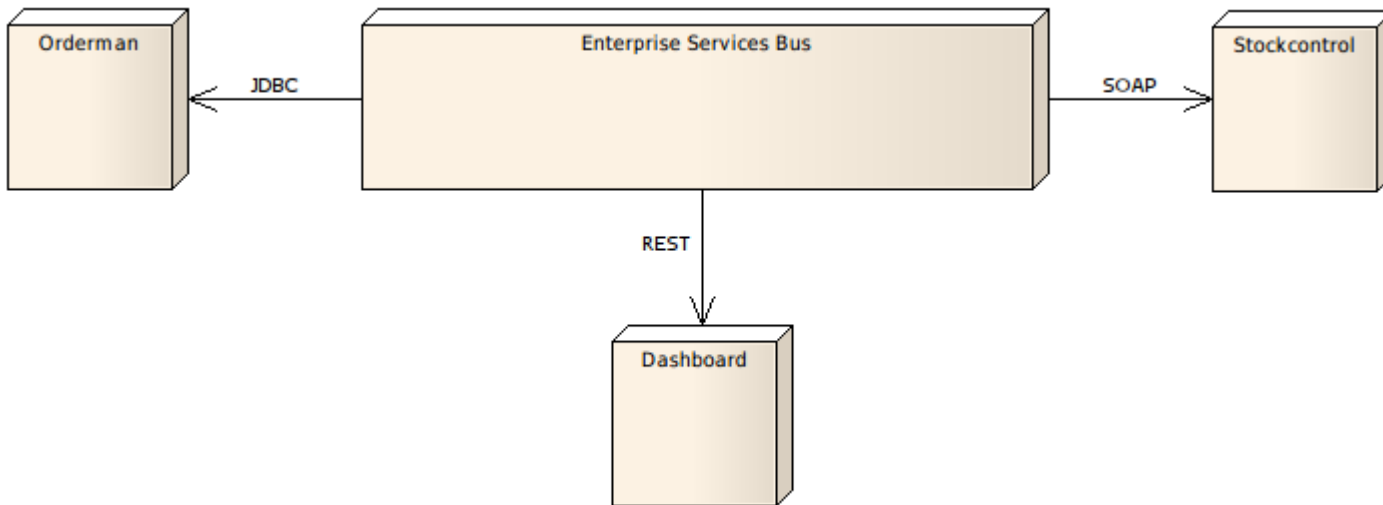 Orderman
Enterprise Services Bus
Stockcontrol
JDBC
SOAP
REST
Dashboard